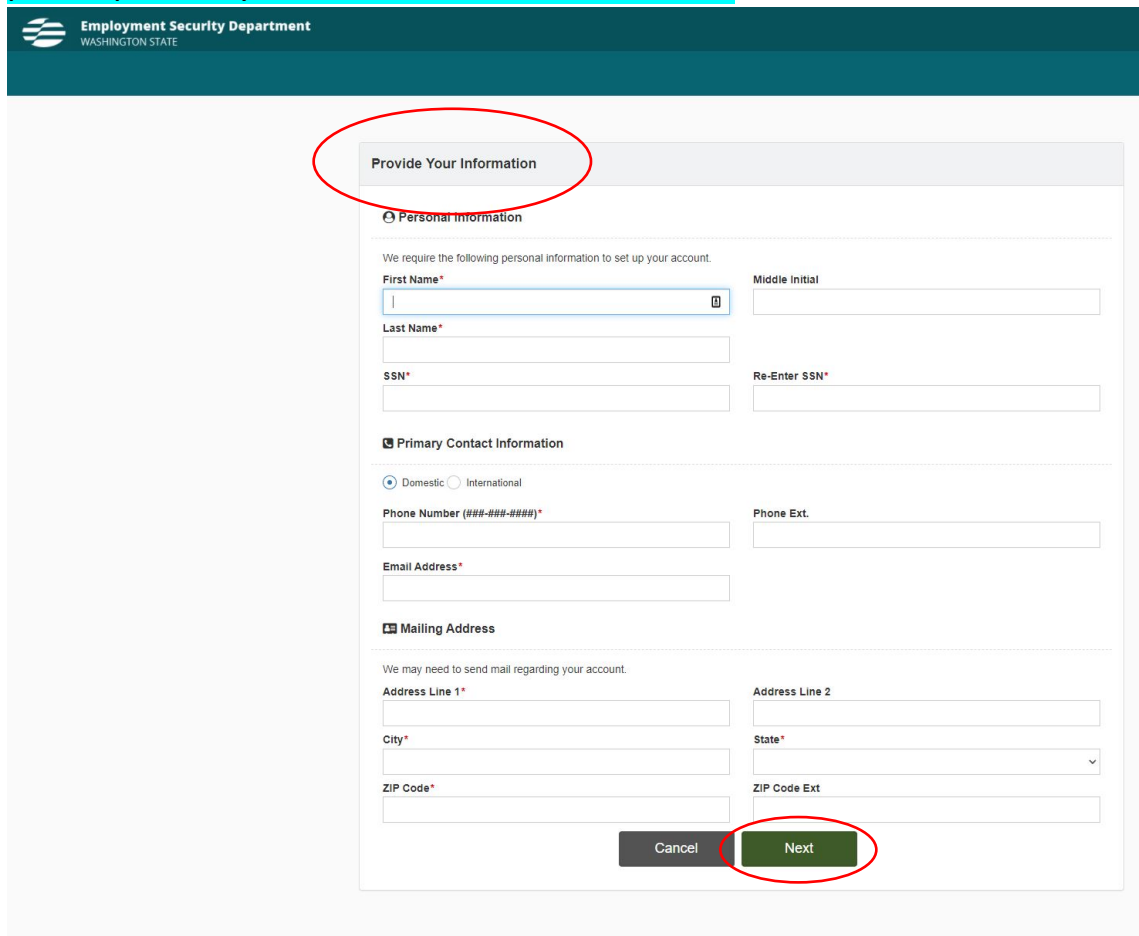 Employment Security Department
WASHINGTON STATE
Provide Your Information
Personal Information
We require the following personal information to set up your account.
First Name* Middle Initial
Last Name*
SSN* Re-Enter SSN*
Primary Contact Information
Domestic International
Phone Number (###-###-####)* Phone Ext.
Email Address*
Mailing Address
We may need to send mail regarding your account.
Address Line 1* Address Line 2
City* State*
ZIP Code* ZIP Code Ext
Cancel Next